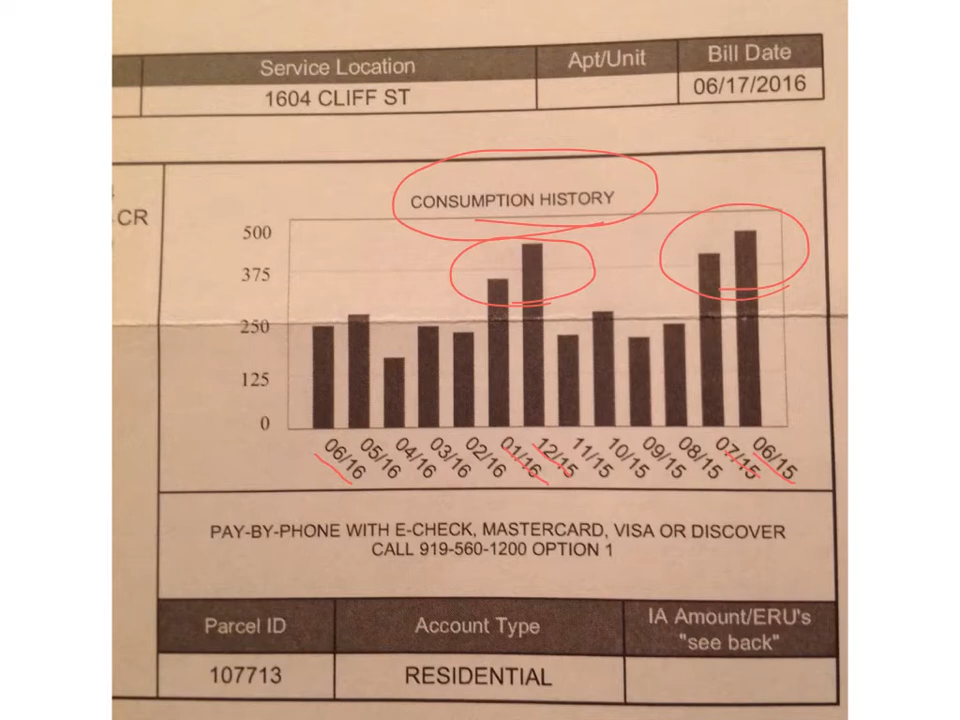 Service Location
Apt/Unit
Bill Date
1604 CLIFF ST
06/17/2016
CR
CONSUMPTION HISTORY
500
375
250
125
0
06/16
05/16
04/16
03/16
02/16
01/16
12/15
11/15
10/15
09/15
08/15
07/15
06/15
PAY-BY-PHONE WITH E-CHECK, MASTERCARD, VISA OR DISCOVER
CALL 919-560-1200 OPTION 1
Parcel ID
Account Type
IA Amount/ERU's
"see back"
107713
RESIDENTIAL